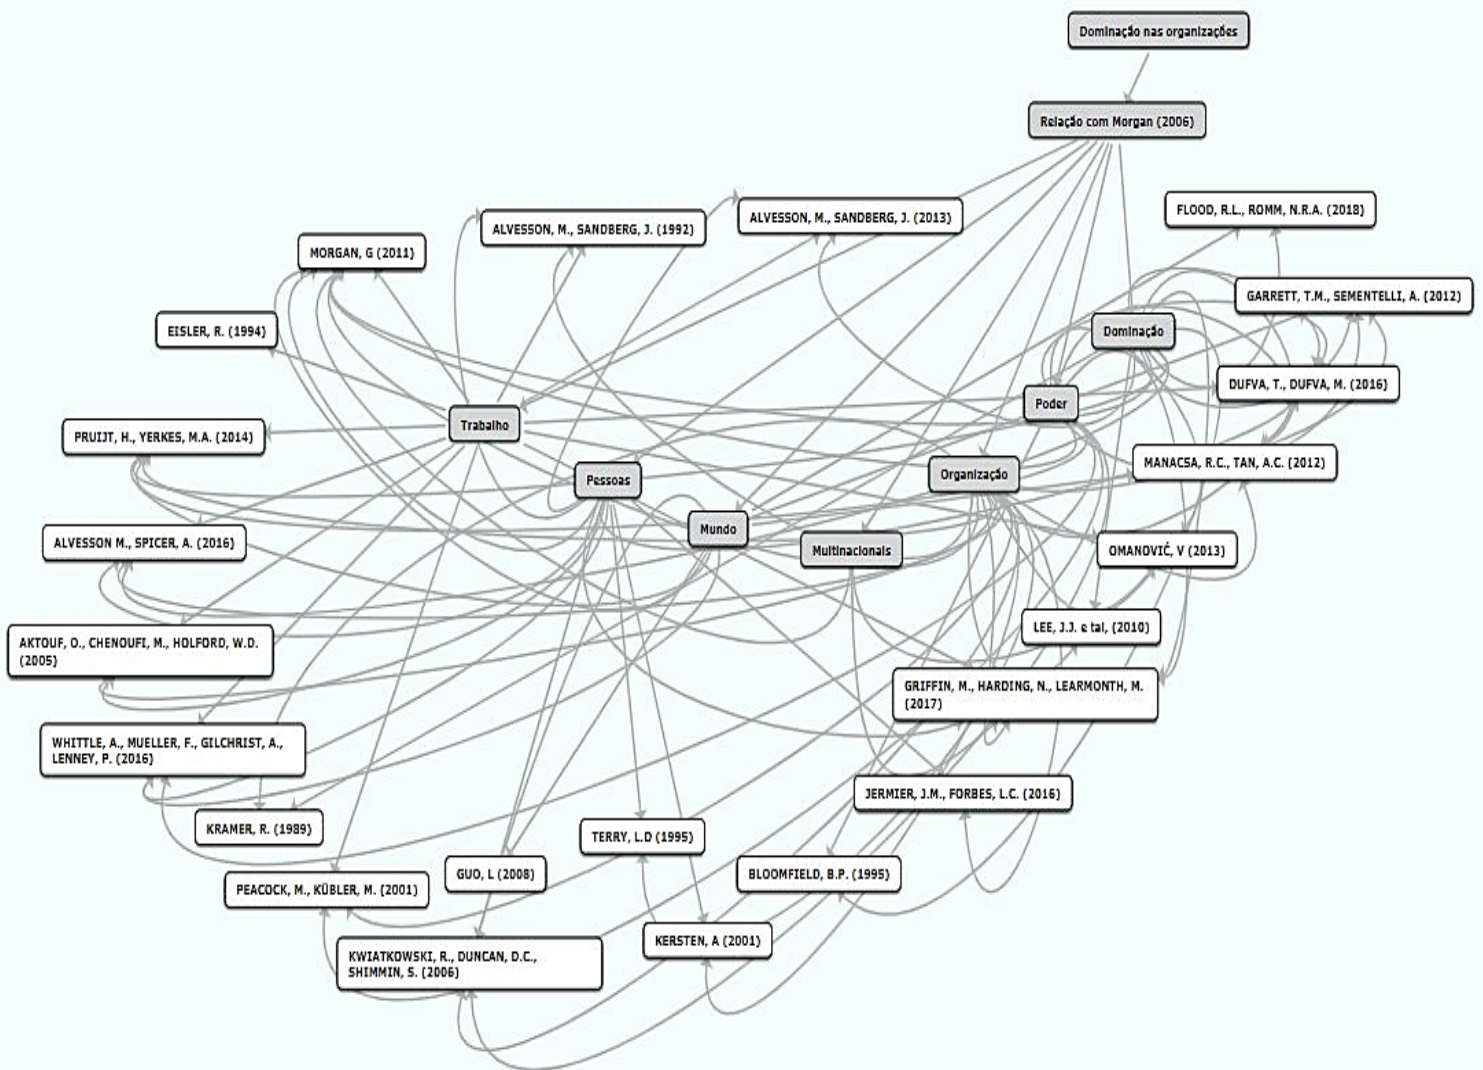 Dominação nas organizações
Relação com Morgan (2006)
FLOOD, R.L., ROMM, N.R.A. (2018)
ALVESSON, M., SANDBERG, J. (2013)
ALVESSON, M., SANDBERG, J. (1992)
MORGAN, G (2011)
GARRETT, T.M., SEMENTELLI, A. (2012)
EISLER, R. (1994)
Dominação
DUFVA, T., DUFVA, M. (2016)
Poder
Trabalho
PRUIJT, H., YERKES, M.A. (2014)
MANACSA, R.C., TAN, A.C. (2012)
Organização
Pessoas
Mundo
ALVESSON M., SPICER, A. (2016)
Multinacionais
OMANOVIĆ, V (2013)
LEE, J.J. e tal, (2010)
AKTOUF, O., CHENOUFI, M., HOLFORD, W.D.
(2005)
GRIFFIN, M., HARDING, N., LEARMONTH, M.
(2017)
WHITTLE, A., MUELLER, F., GILCHRIST, A.,
LENNEY, P. (2016)
JERMIER, J.M., FORBES, L.C. (2016)
KRAMER, R. (1989)
TERRY, L.D (1995)
GUO, L (2008)
BLOOMFIELD, B.P. (1995)
PEACOCK, M., KÜBLER, M. (2001)
KERSTEN, A (2001)
KWIATKOWSKI, R., DUNCAN, D.C.,
SHIMMIN, S. (2006)